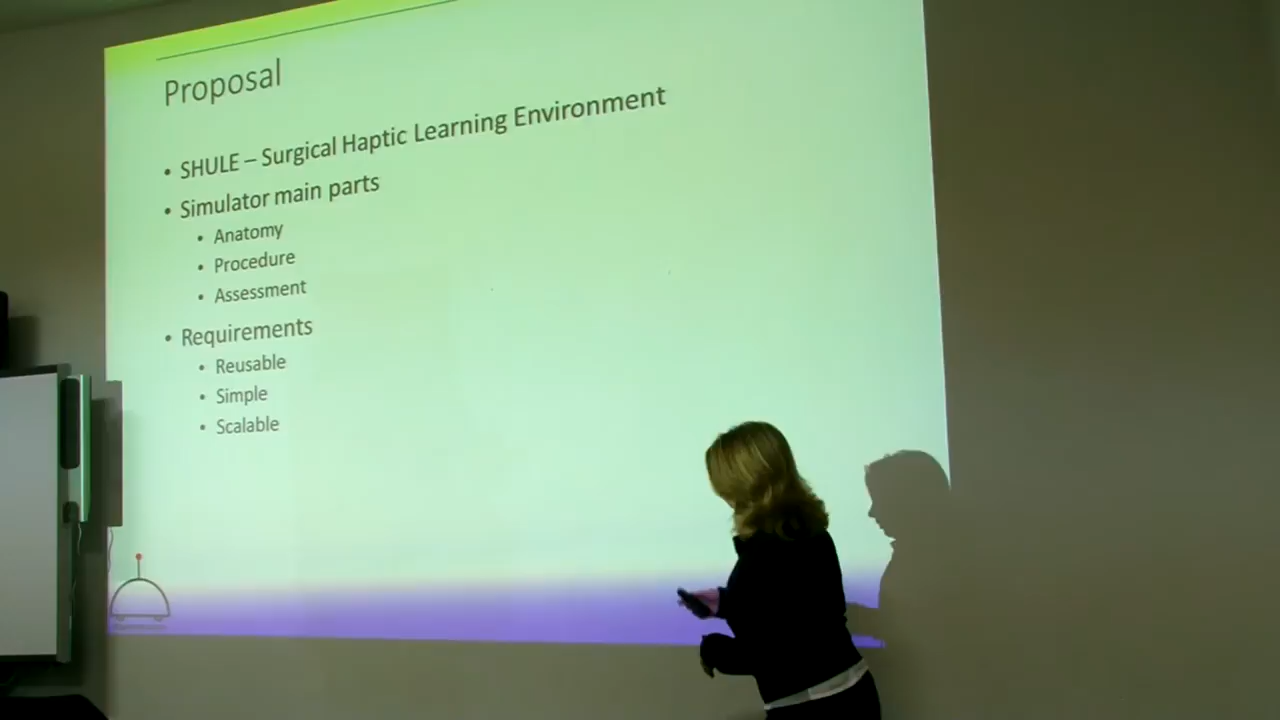 Proposal
• SHULE – Surgical Haptic Learning Environment
• Simulator main parts
• Anatomy
• Procedure
• Assessment
• Requirements
• Reusable
• Simple
• Scalable